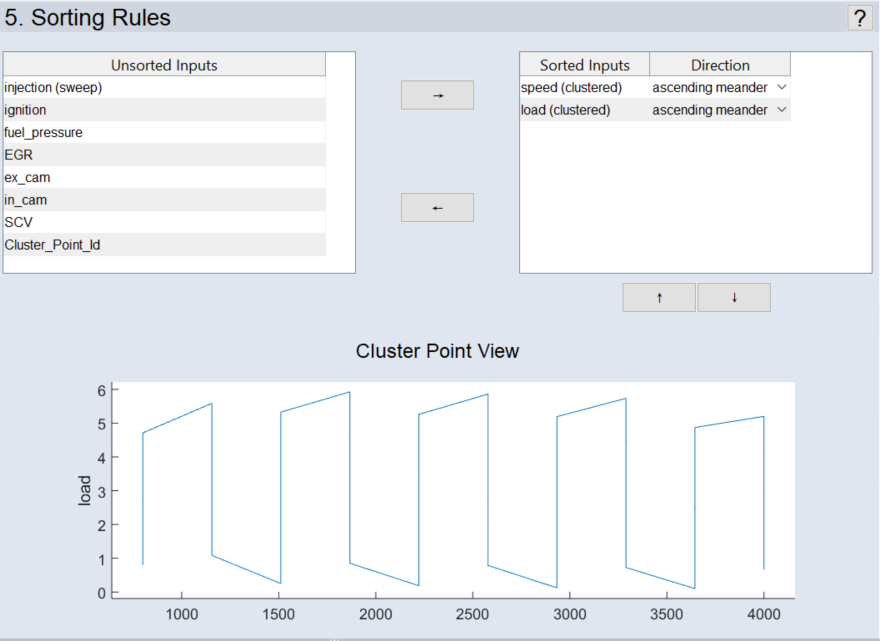 5. Sorting Rules
?
Unsorted Inputs
injection (sweep)
ignition
fuel_pressure
EGR
ex_cam
in_cam
SCV
Cluster_Point_Id
→
←
Sorted Inputs Direction
speed (clustered) ascending meander
load (clustered) ascending meander
↑ ↓
Cluster Point View
load
6
5
4
3
2
1
0
1000 1500 2000 2500 3000 3500 4000